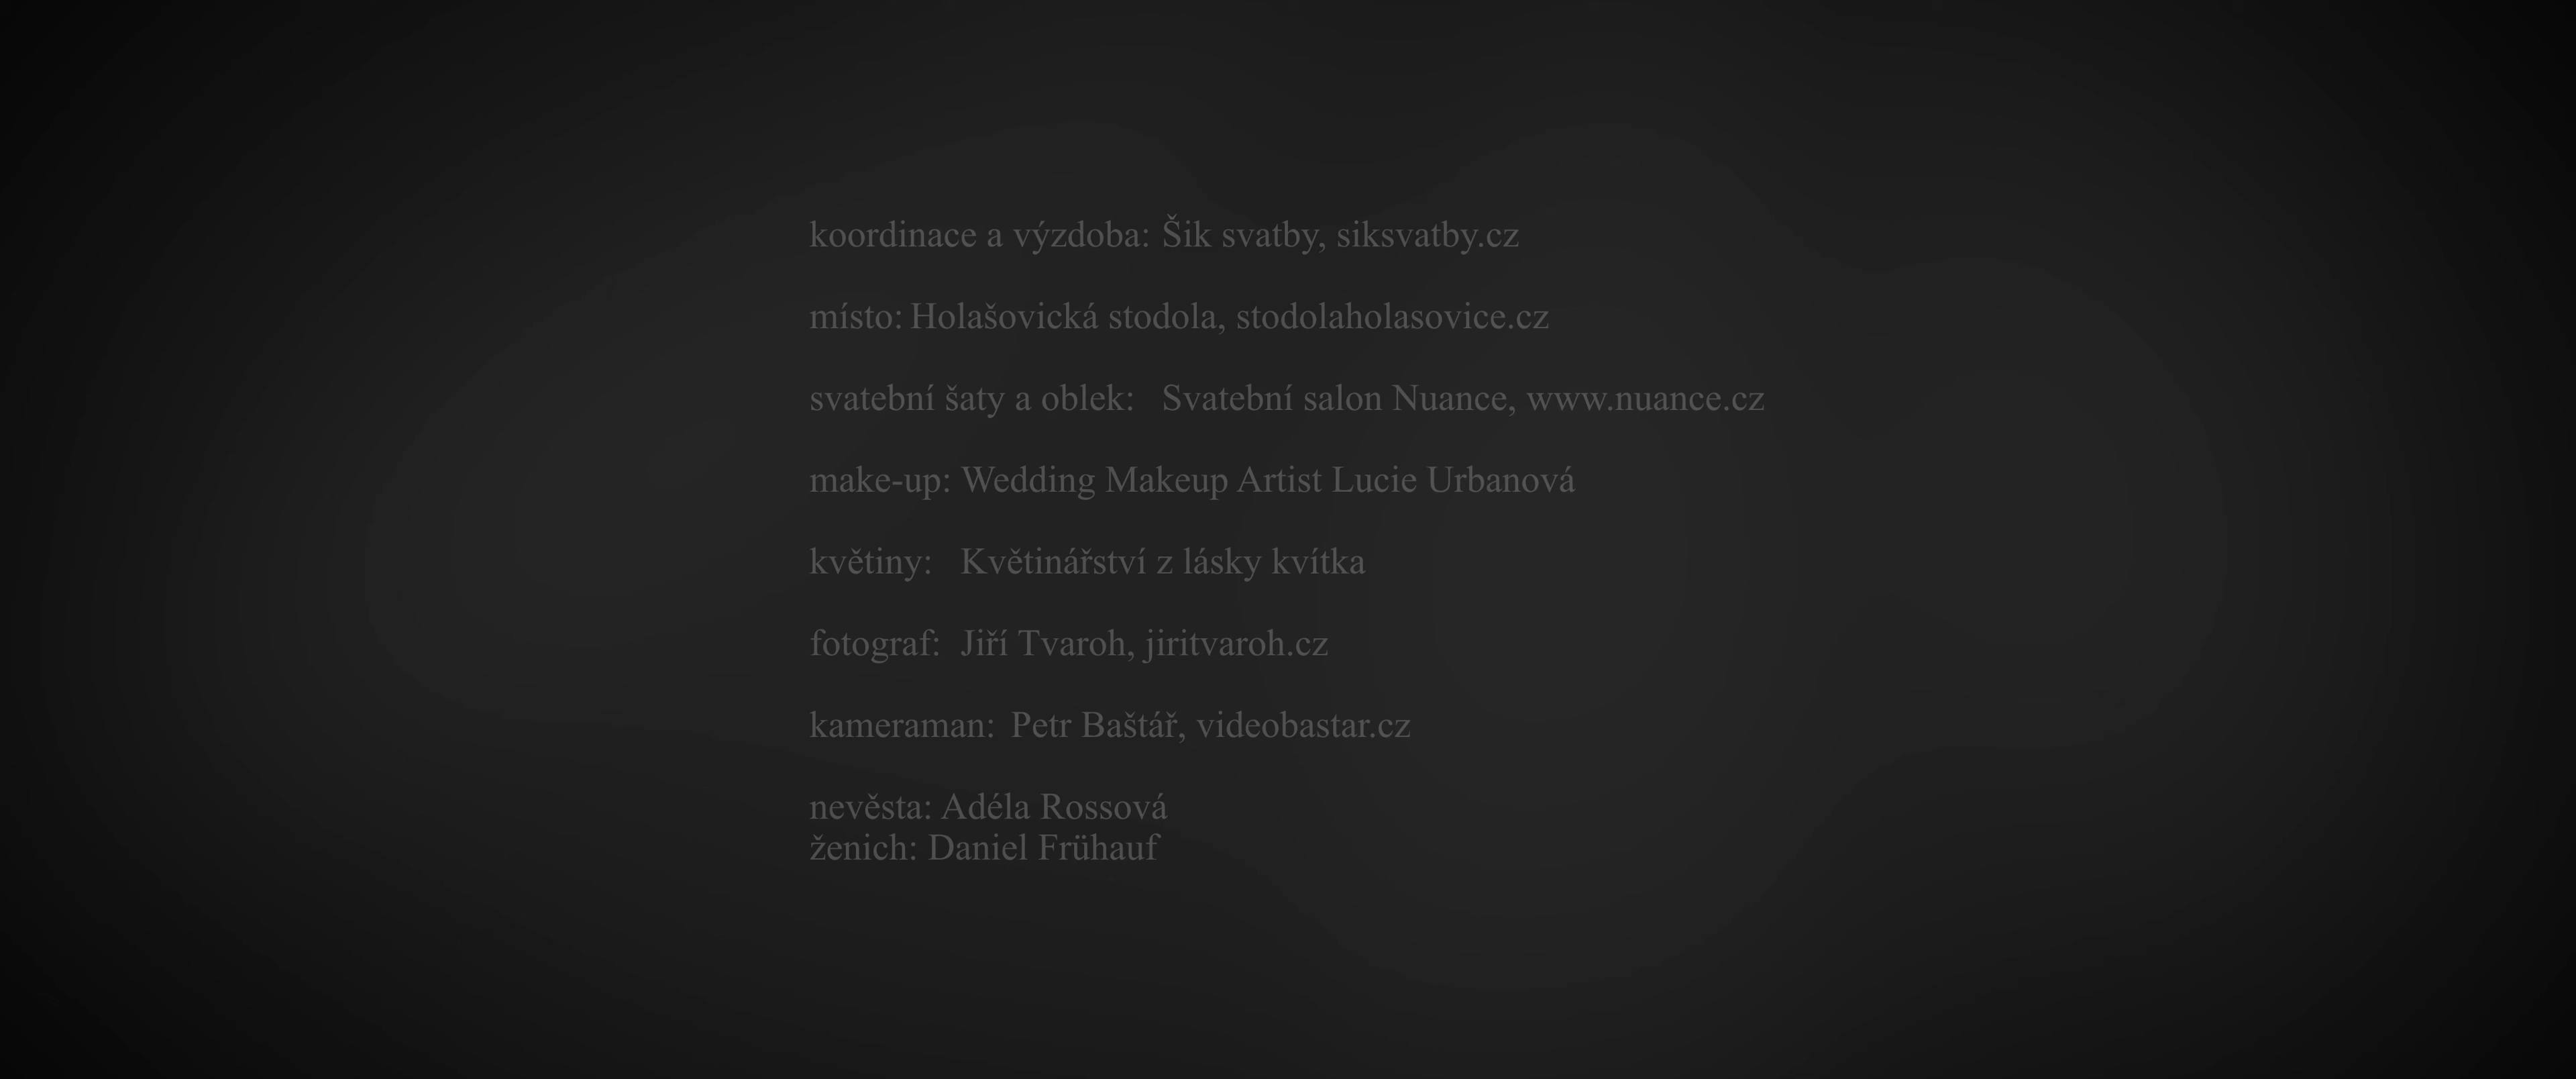 koordinace a výzdoba: Šik svatby, siksvatby.cz
místo: Holašovická stodola, stodolaholasovice.cz
svatební šaty a oblek: Svatební salon Nuance, www.nuance.cz
make-up: Wedding Makeup Artist Lucie Urbanová
květiny: Květinářství z lásky kvítka
fotograf: Jiří Tvaroh, jiritvaroh.cz
kameraman: Petr Baštář, videobastar.cz
nevěsta: Adéla Rossová
ženich: Daniel Frühauf